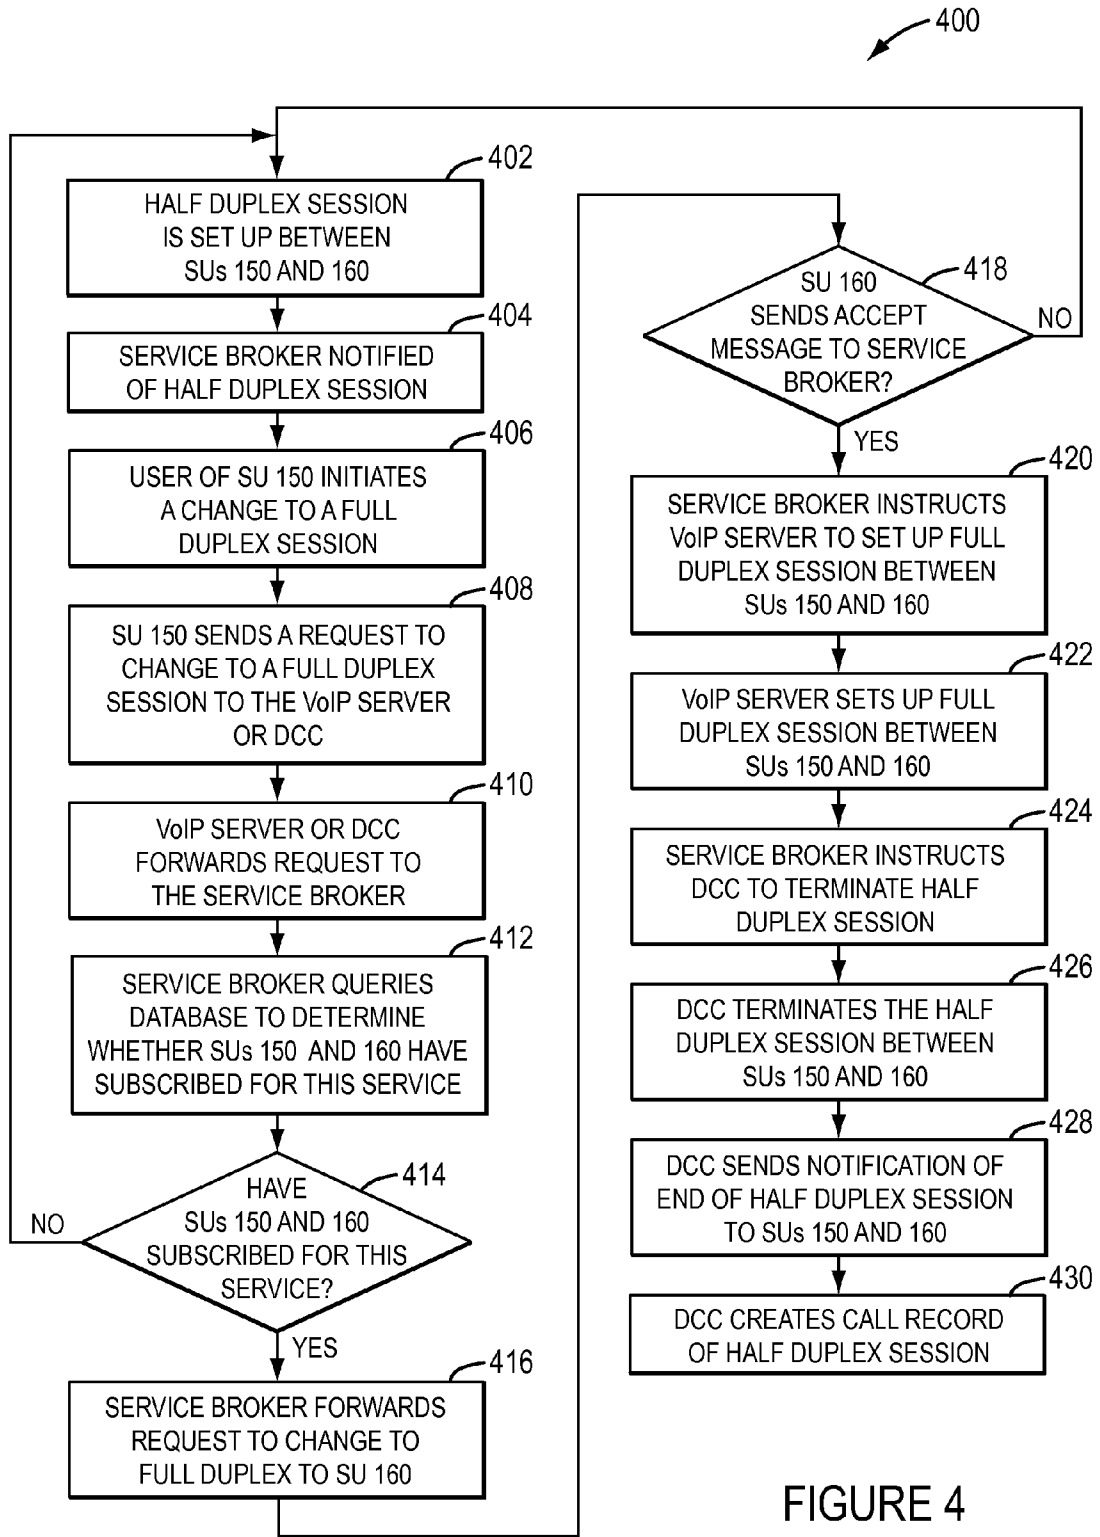 400
402
HALF DUPLEX SESSION
IS SET UP BETWEEN
SUs 150 AND 160
404
SERVICE BROKER NOTIFIED
OF HALF DUPLEX SESSION
406
USER OF SU 150 INITIATES
A CHANGE TO A FULL
DUPLEX SESSION
408
SU 150 SENDS A REQUEST TO
CHANGE TO A FULL DUPLEX
SESSION TO THE VoIP SERVER
OR DCC
410
VoIP SERVER OR DCC
FORWARDS REQUEST TO
THE SERVICE BROKER
412
SERVICE BROKER QUERIES
DATABASE TO DETERMINE
WHETHER SUs 150 AND 160 HAVE
SUBSCRIBED FOR THIS SERVICE
414
HAVE
SUs 150 AND 160
SUBSCRIBED FOR THIS
SERVICE?
NO
YES
416
SERVICE BROKER FORWARDS
REQUEST TO CHANGE TO
FULL DUPLEX TO SU 160
418
SU 160
SENDS ACCEPT
MESSAGE TO SERVICE
BROKER?
NO
YES
420
SERVICE BROKER INSTRUCTS
VoIP SERVER TO SET UP FULL
DUPLEX SESSION BETWEEN
SUs 150 AND 160
422
VoIP SERVER SETS UP FULL
DUPLEX SESSION BETWEEN
SUs 150 AND 160
424
SERVICE BROKER INSTRUCTS
DCC TO TERMINATE HALF
DUPLEX SESSION
426
DCC TERMINATES THE HALF
DUPLEX SESSION BETWEEN
SUs 150 AND 160
428
DCC SENDS NOTIFICATION OF
END OF HALF DUPLEX SESSION
TO SUs 150 AND 160
430
DCC CREATES CALL RECORD
OF HALF DUPLEX SESSION
FIGURE 4